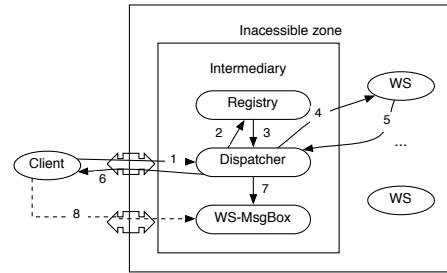 Inacessible zone
Intermediary
WS
Registry
4
5
2
3
...
Client
1
Dispatcher
6
7
WS
8
WS-MsgBox